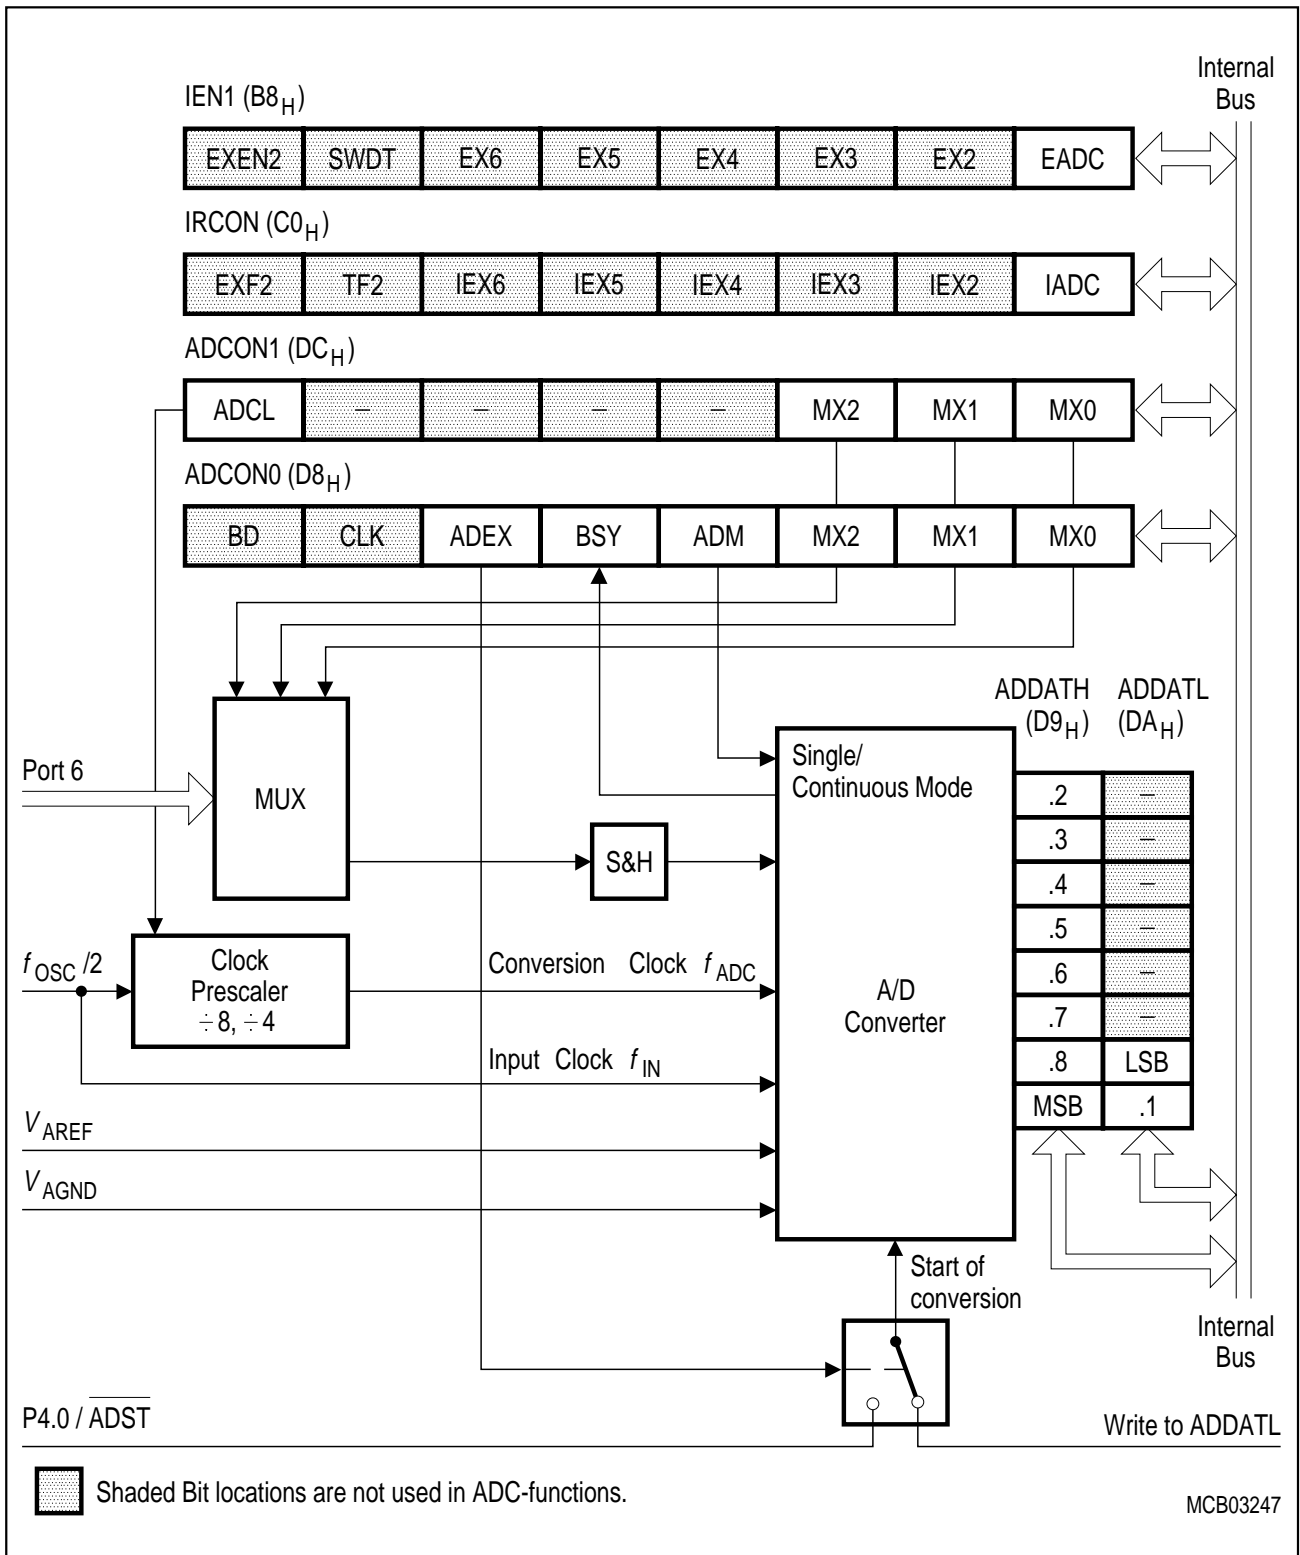 Internal
Bus
IEN1 (B8H)
EXEN2 SWDT EX6 EX5 EX4 EX3 EX2 EADC
IRCON (C0H)
EXF2 TF2 IEX6 IEX5 IEX4 IEX3 IEX2 IADC
ADCON1 (DCH)
ADCL – – – – MX2 MX1 MX0
ADCON0 (D8H)
BD CLK ADEX BSY ADM MX2 MX1 MX0
ADDATH ADDATL
(D9H) (DAH)
Port 6
MUX
Single/
Continuous Mode
S&H
.2 –
.3 –
.4 –
.5 –
.6 –
.7 –
.8 LSB
MSB .1
fOSC /2
Clock
Prescaler
÷8, ÷4
Conversion Clock fADC
A/D
Converter
Input Clock fIN
VAREF
VAGND
Start of
conversion
Internal
Bus
P4.0 / A̅D̅S̅T̅
Write to ADDATL
Shaded Bit locations are not used in ADC-functions.
MCB03247